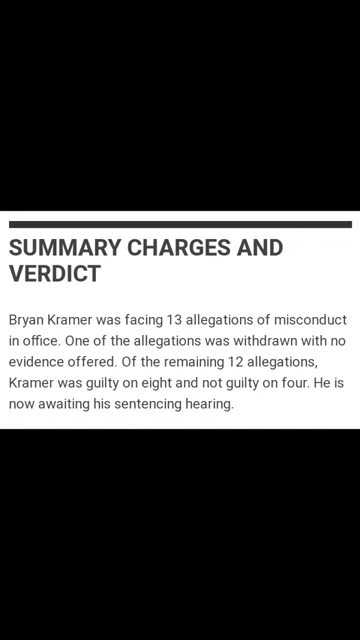 SUMMARY CHARGES AND
VERDICT
Bryan Kramer was facing 13 allegations of misconduct
in office. One of the allegations was withdrawn with no
evidence offered. Of the remaining 12 allegations,
Kramer was guilty on eight and not guilty on four. He is
now awaiting his sentencing hearing.